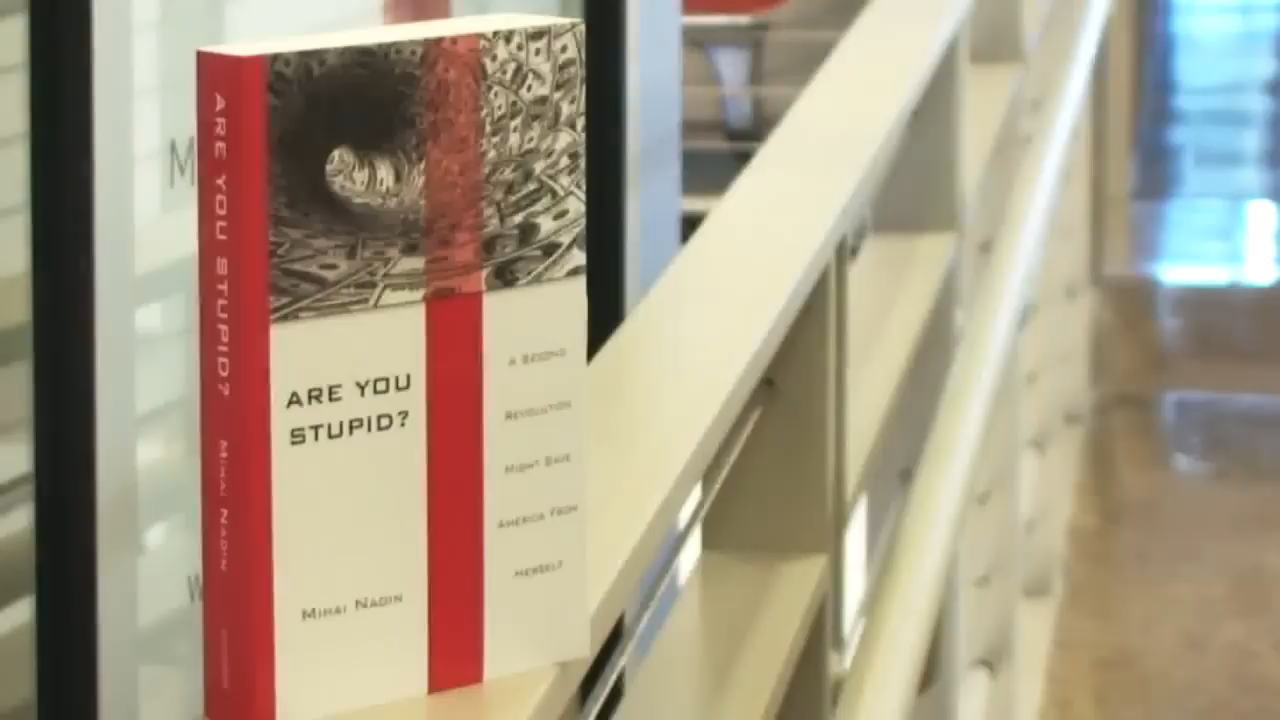 ARE YOU STUPID? MIHAI NADIN
ARE YOU
STUPID?
MIHAI NADIN
A SECOND
REVOLUTION
MIGHT SAVE
AMERICA FROM
HERSELF
M
W